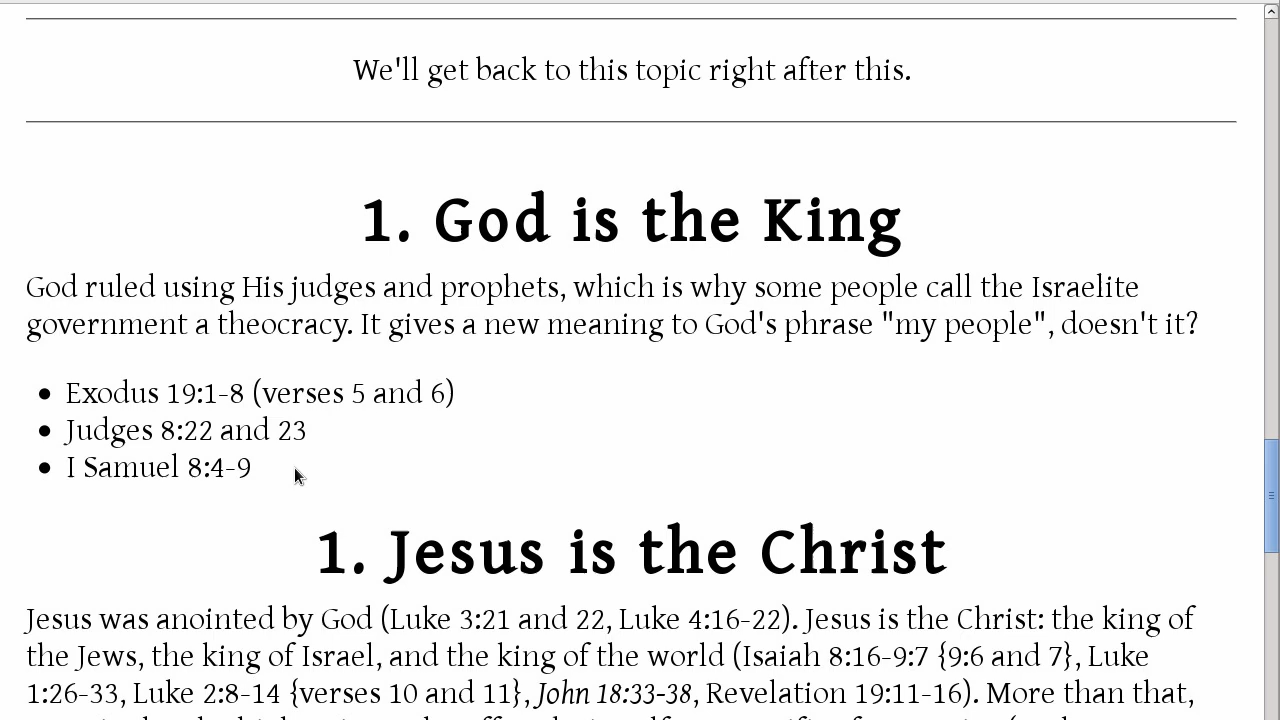 We'll get back to this topic right after this.
1. God is the King
God ruled using His judges and prophets, which is why some people call the Israelite
government a theocracy. It gives a new meaning to God's phrase "my people", doesn't it?
• Exodus 19:1-8 (verses 5 and 6)
• Judges 8:22 and 23
• I Samuel 8:4-9
1. Jesus is the Christ
Jesus was anointed by God (Luke 3:21 and 22, Luke 4:16-22). Jesus is the Christ: the king of
the Jews, the king of Israel, and the king of the world (Isaiah 8:16-9:7 {9:6 and 7}, Luke
1:26-33, Luke 2:8-14 {verses 10 and 11}, John 18:33-38, Revelation 19:11-16). More than that,